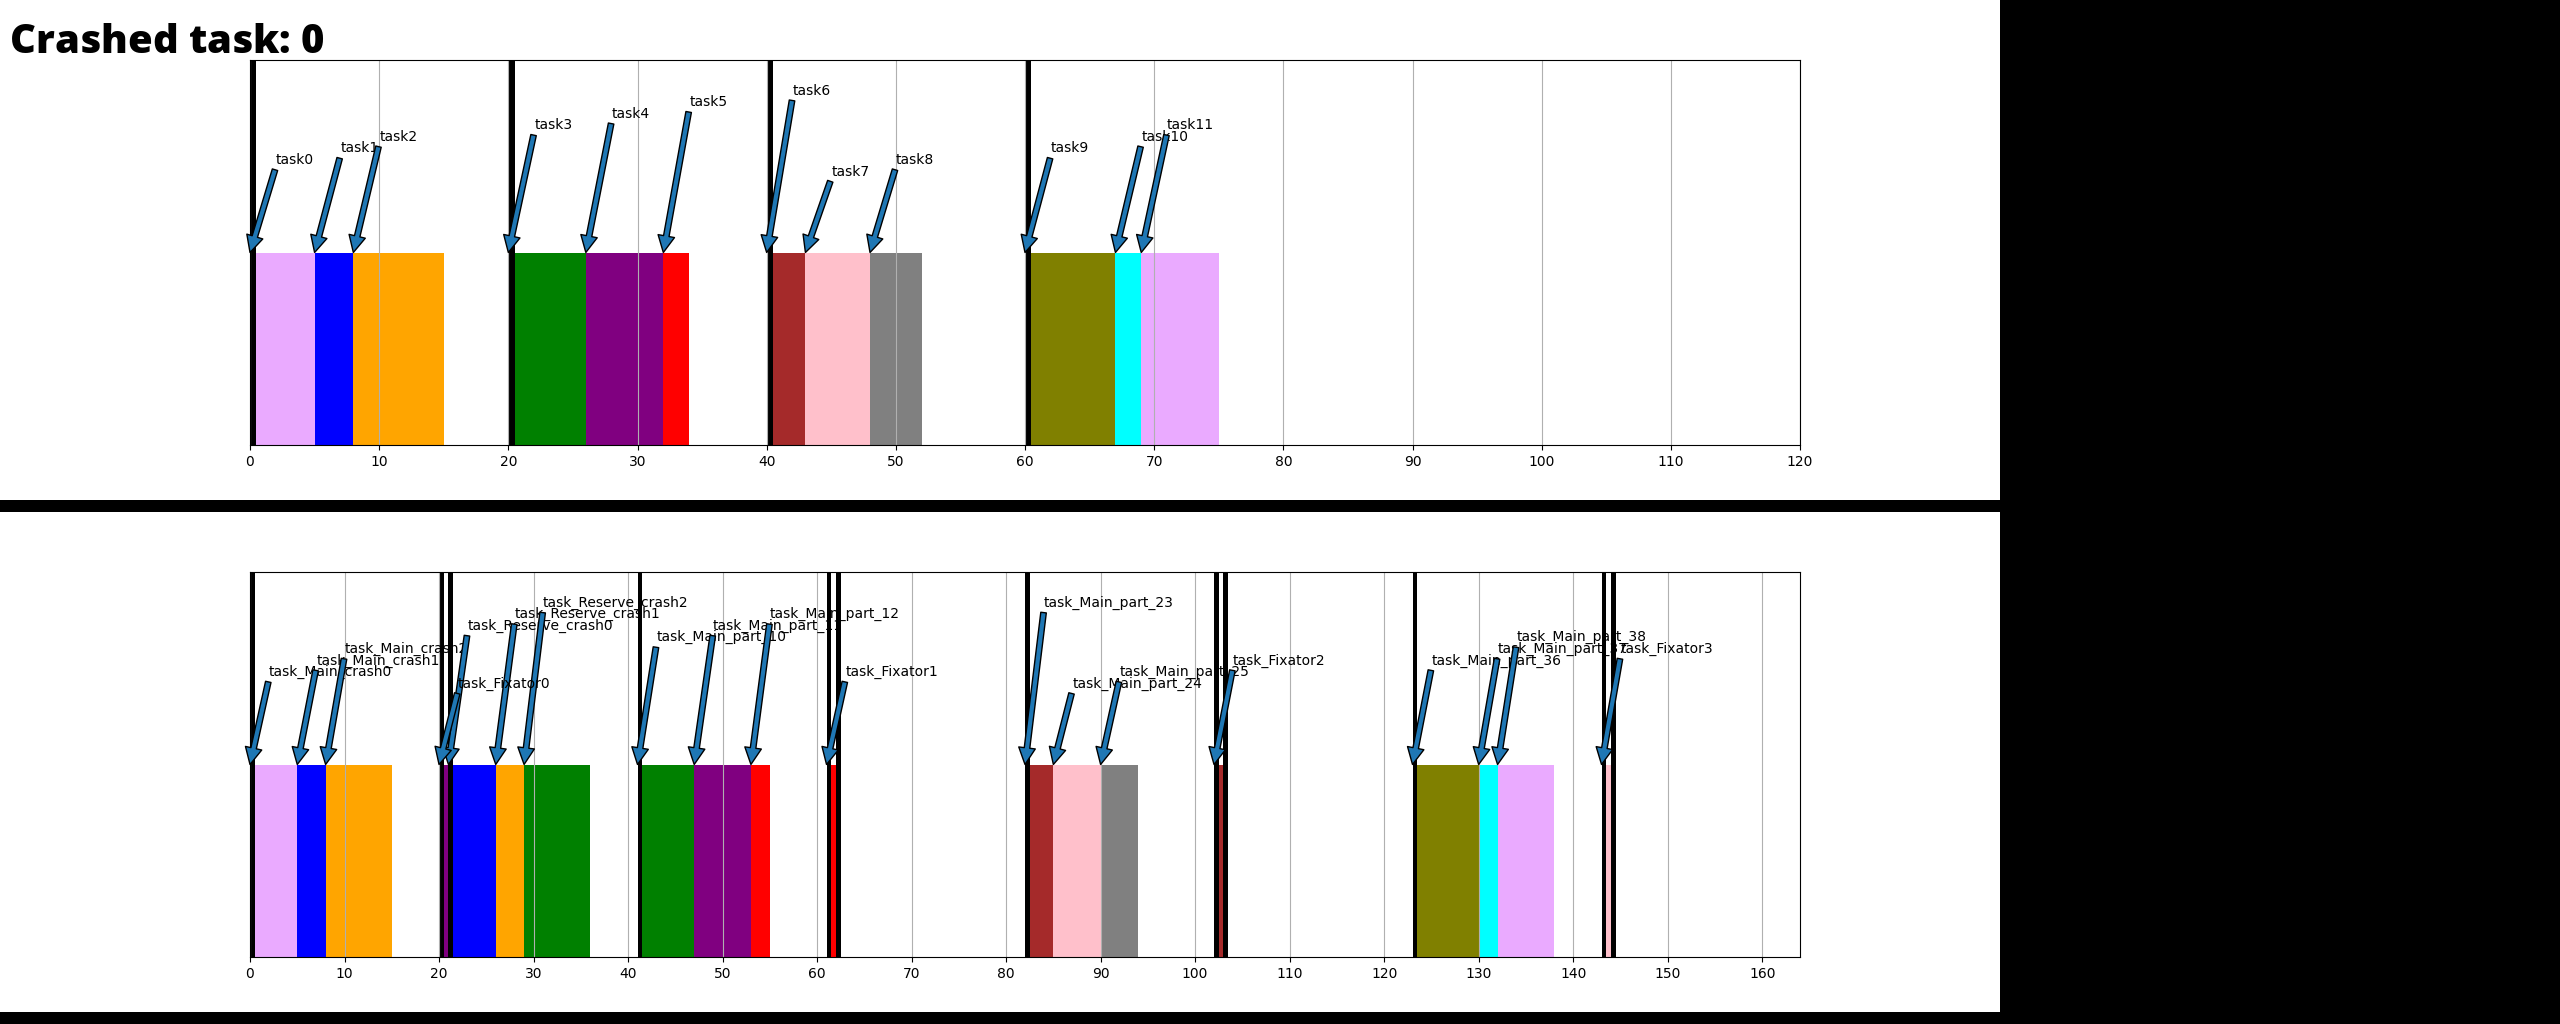 Crashed task: 0
task6
task5
task4
task3
task11
task2
task10
task1
task9
task0
task8
task7
0 10 20 30 40 50 60 70 80 90 100 110 120
task_Reserve_crash2
task_Main_part_23
task_Reserve_crash1
task_Main_part_12
task_Reserve_crash0
task_Main_part_11
task_Main_part_10
task_Main_part_38
task_Main_crash2
task_Main_part_37
task_Fixator3
task_Main_crash1
task_Fixator2
task_Main_part_36
task_Main_crash0
task_Fixator1
task_Main_part_25
task_Fixator0
task_Main_part_24
0 10 20 30 40 50 60 70 80 90 100 110 120 130 140 150 160